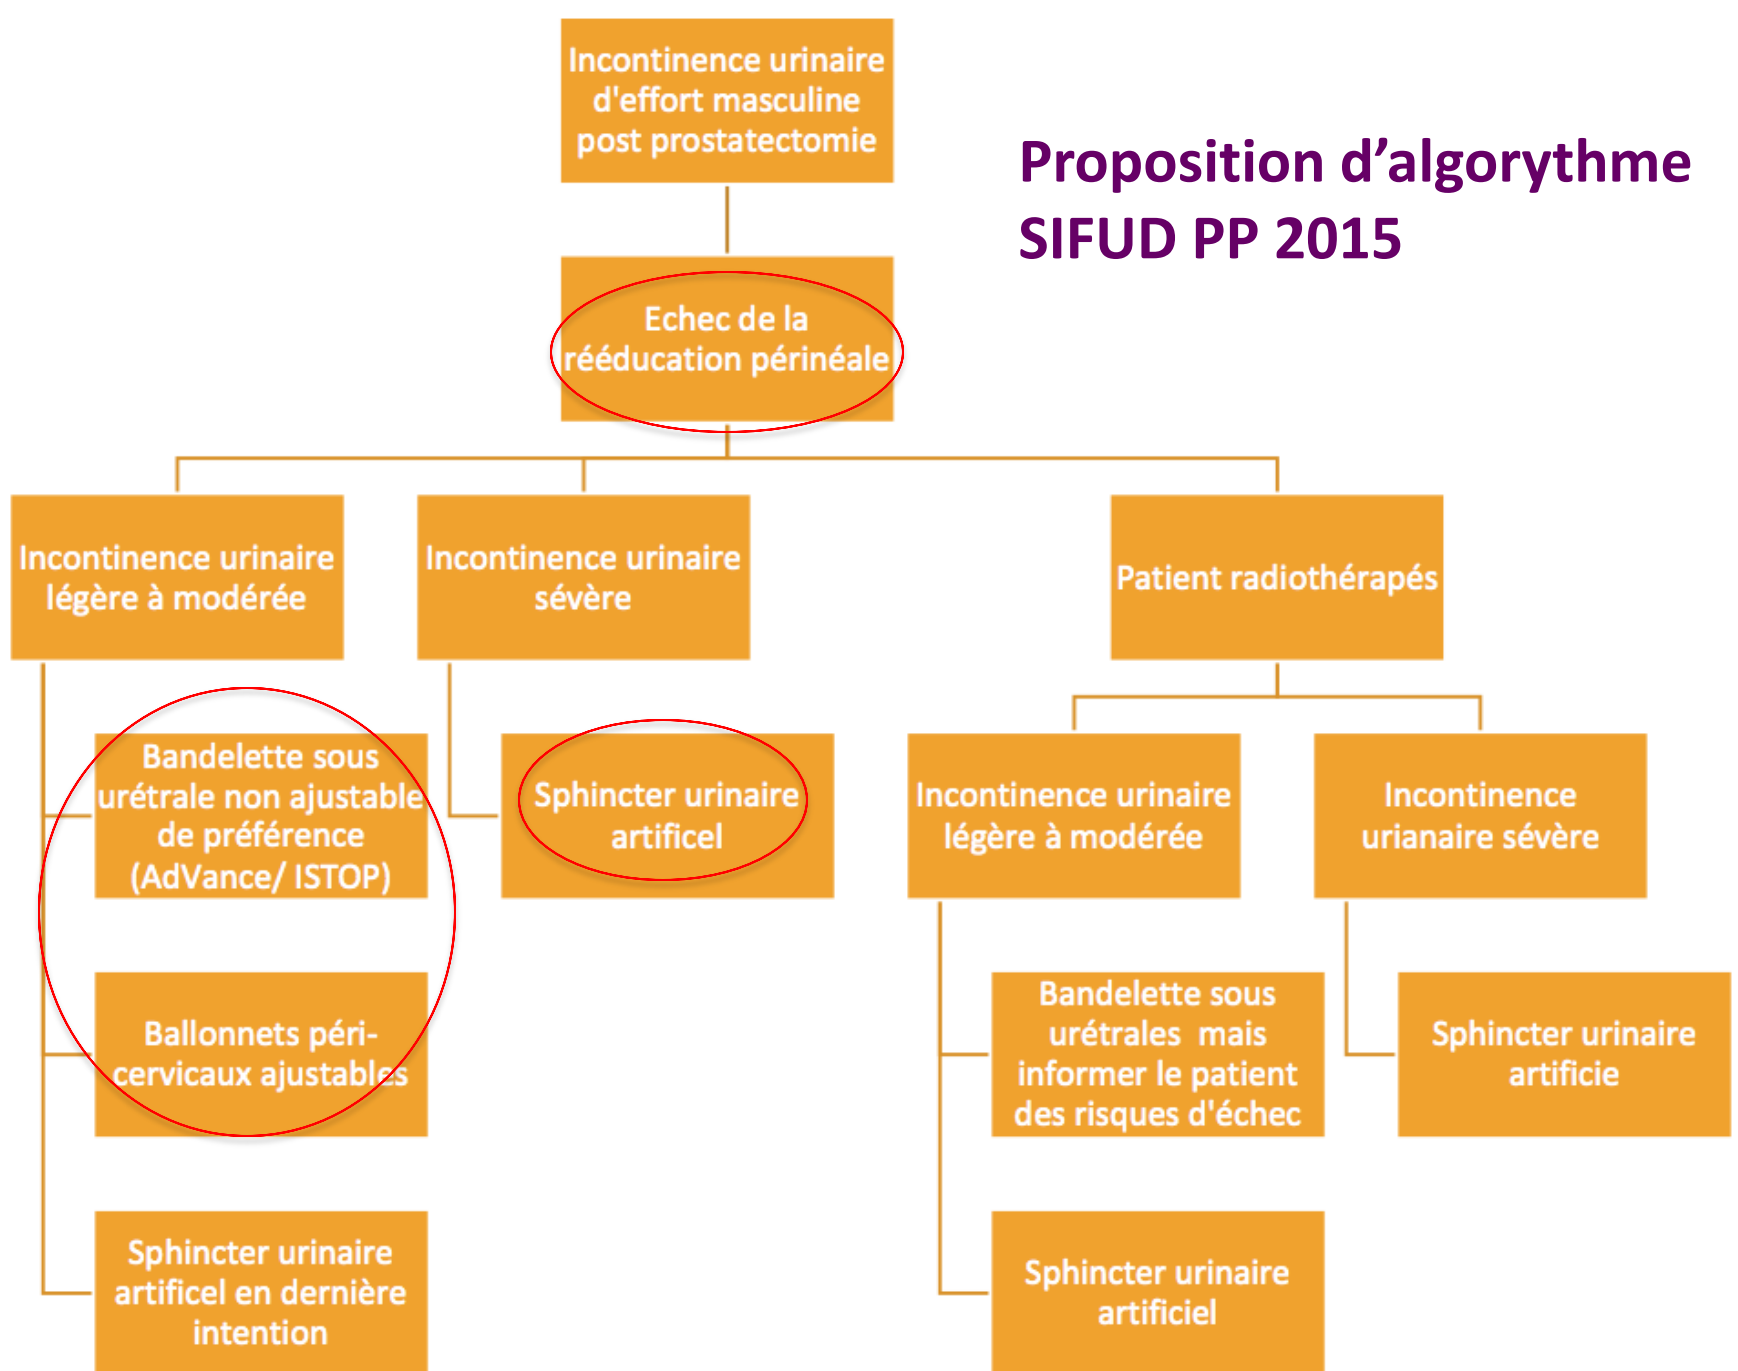 Incontinence urinaire
d'effort masculine
post prostatectomie
Proposition d’algorythme
SIFUD PP 2015
Echec de la
rééducation périnéale
Incontinence urinaire
légère à modérée
Incontinence urinaire
sévère
Patient radiothérapés
Bandelette sous
urétrale non ajustable
de préférence
(AdVance/ ISTOP)
Sphincter urinaire
artificel
Incontinence urinaire
légère à modérée
Incontinence
urianaire sévère
Ballonnets péri-
cervicaux ajustables
Bandelette sous
urétrales mais
informer le patient
des risques d'échec
Sphincter urinaire
artificie
Sphincter urinaire
artificel en dernière
intention
Sphincter urinaire
artificiel